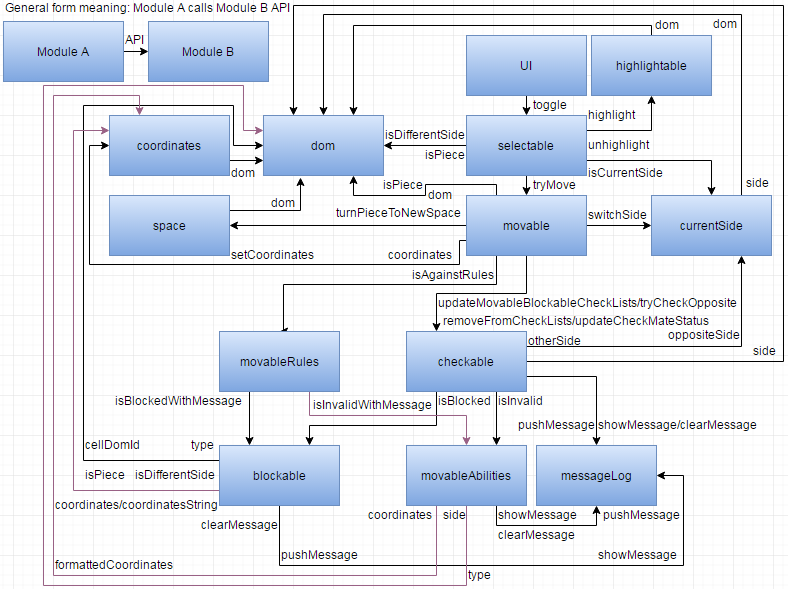 General form meaning: Module A calls Module B API
Module A
API
Module B
dom
dom
UI
highlightable
toggle
highlight
coordinates
dom
isDifferentSide
isPiece
selectable
unhighlight
isCurrentSide
dom
isPiece
dom
tryMove
side
dom
turnPieceToNewSpace
switchSide
space
movable
currentSide
setCoordinates
coordinates
isAgainstRules
updateMovableBlockableCheckLists/tryCheckOpposite
removeFromCheckLists/updateCheckMateStatus
oppositeSide
otherSide
side
movableRules
checkable
isBlockedWithMessage
isInvalidWithMessage
isBlocked
isInvalid
pushMessage
showMessage/clearMessage
cellDomId
type
isPiece
isDifferentSide
blockable
movableAbilities
messageLog
coordinates/coordinatesString
clearMessage
coordinates
side
showMessage
pushMessage
clearMessage
pushMessage
showMessage
formattedCoordinates
type